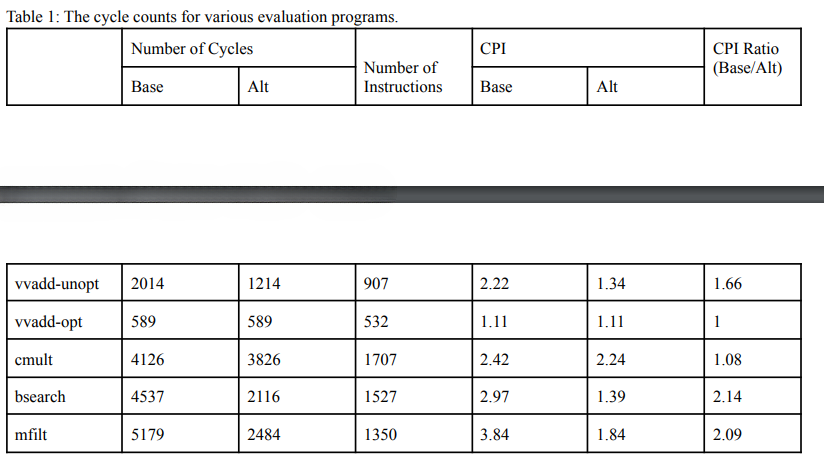 Table 1: The cycle counts for various evaluation programs.
Number of Cycles Number of Instructions CPI CPI Ratio (Base/Alt)
Base Alt Base Alt
vvadd-unopt 2014 1214 907 2.22 1.34 1.66
vvadd-opt 589 589 532 1.11 1.11 1
cmult 4126 3826 1707 2.42 2.24 1.08
bsearch 4537 2116 1527 2.97 1.39 2.14
mfilt 5179 2484 1350 3.84 1.84 2.09